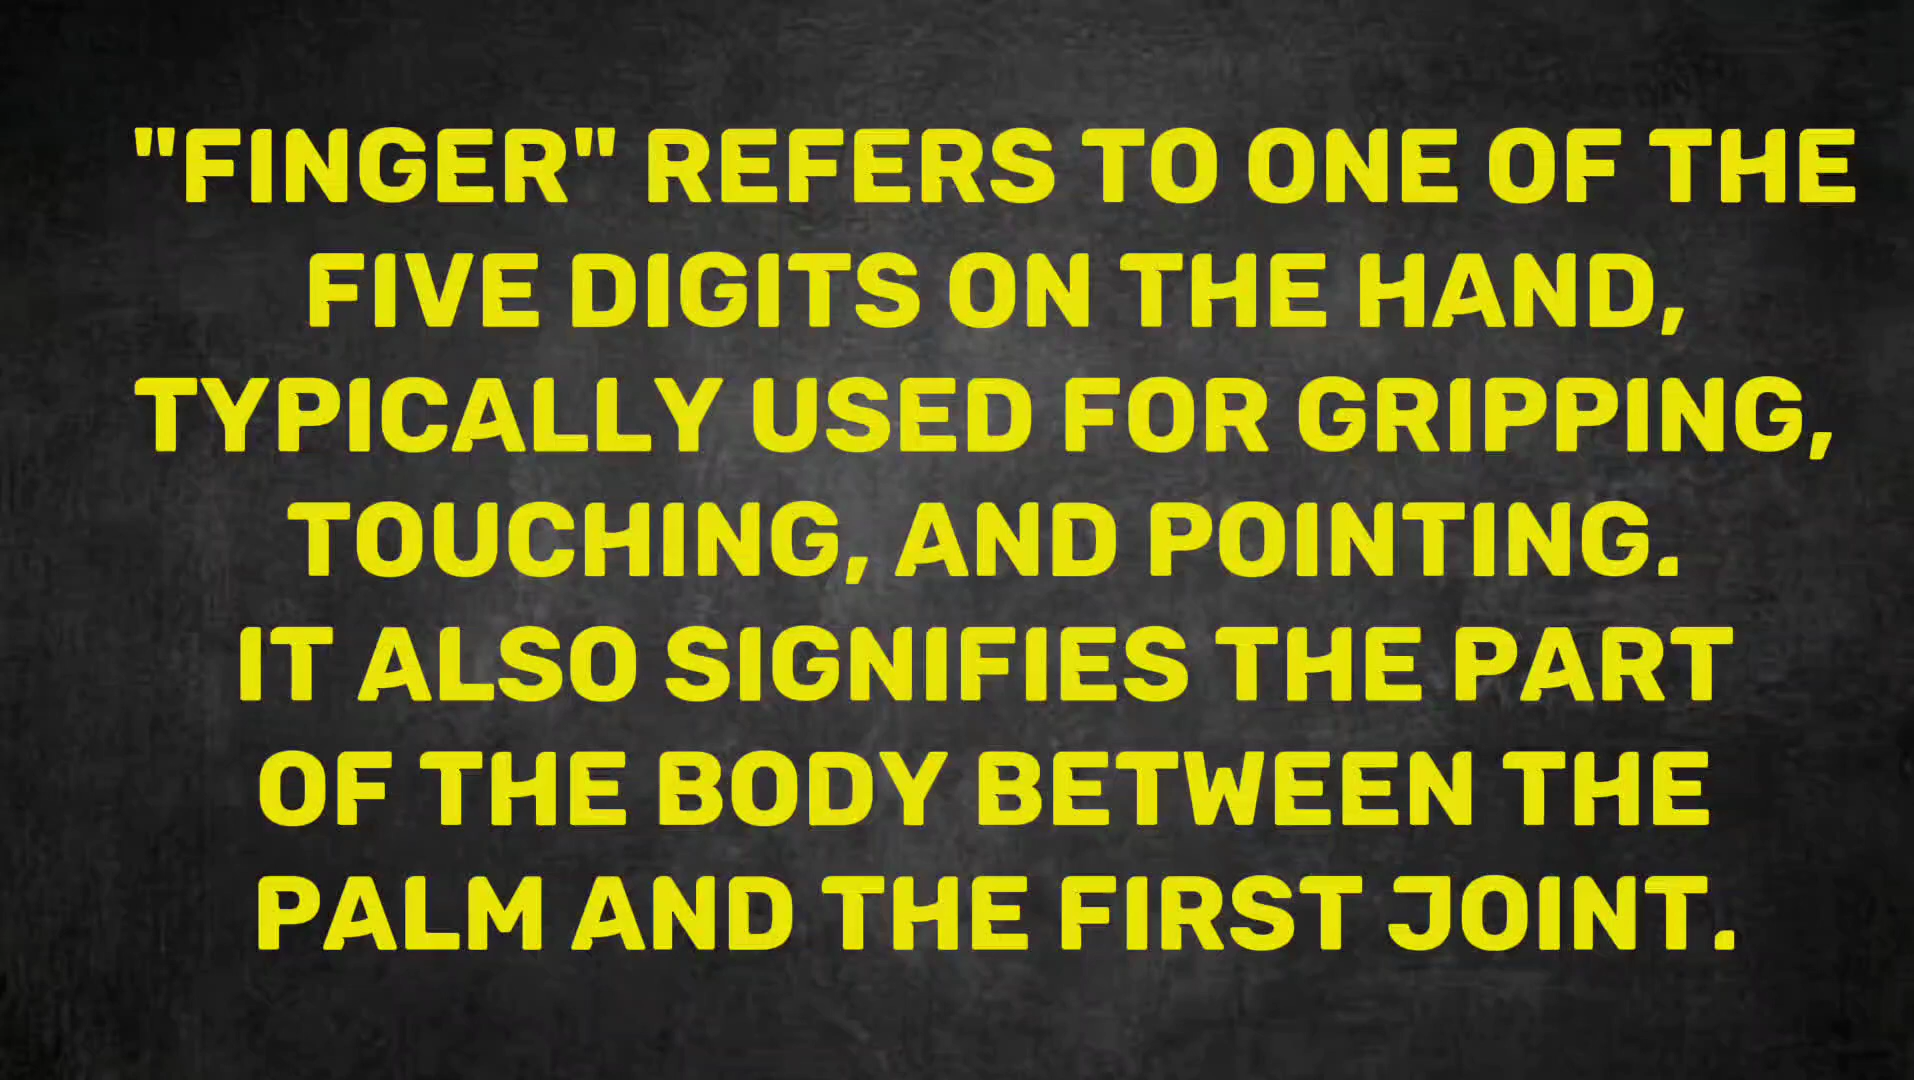 "FINGER" REFERS TO ONE OF THE
FIVE DIGITS ON THE HAND,
TYPICALLY USED FOR GRIPPING,
TOUCHING, AND POINTING.
IT ALSO SIGNIFIES THE PART
OF THE BODY BETWEEN THE
PALM AND THE FIRST JOINT.